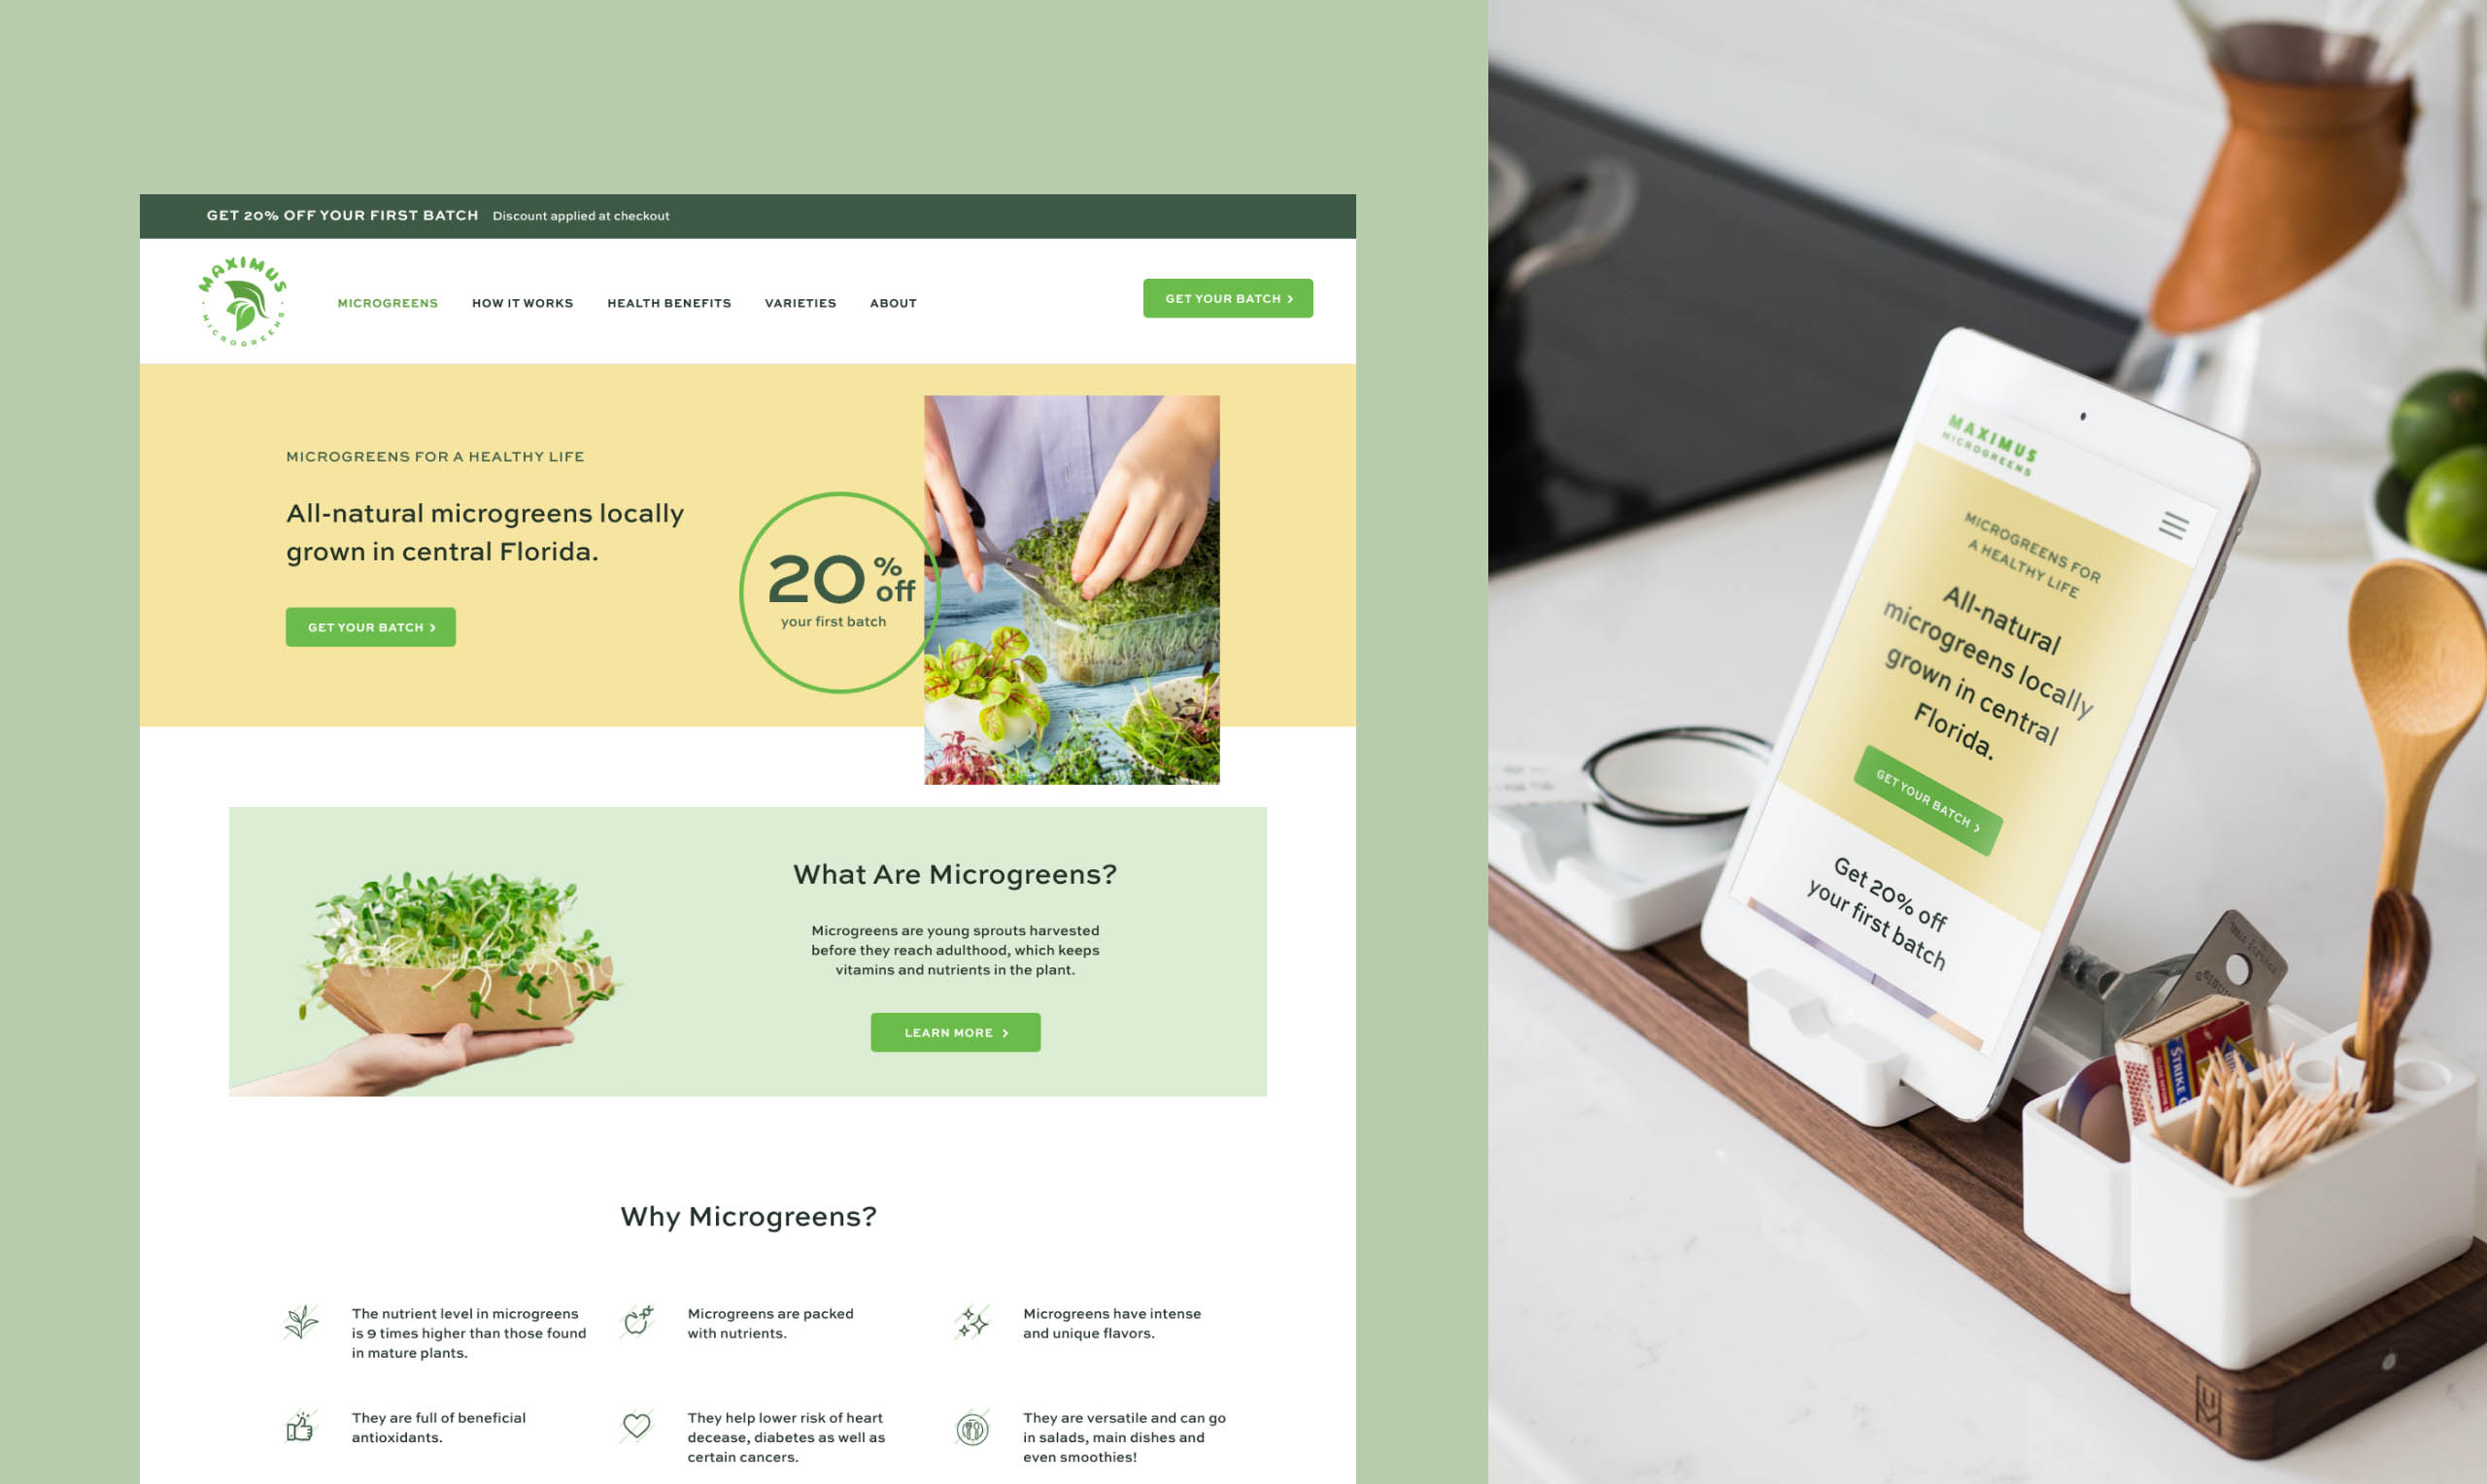 GET 20% OFF YOUR FIRST BATCH Discount applied at checkout
MAXIMUS
MICROGREENS
MICROGREENS HOW IT WORKS HEALTH BENEFITS VARIETIES ABOUT
GET YOUR BATCH >
MICROGREENS FOR A HEALTHY LIFE
All-natural microgreens locally
grown in central Florida.
GET YOUR BATCH >
20% off
your first batch
What Are Microgreens?
Microgreens are young sprouts harvested
before they reach adulthood, which keeps
vitamins and nutrients in the plant.
LEARN MORE >
Why Microgreens?
The nutrient level in microgreens
is 9 times higher than those found
in mature plants.
Microgreens are packed
with nutrients.
Microgreens have intense
and unique flavors.
They are full of beneficial
antioxidants.
They help lower risk of heart
decease, diabetes as well as
certain cancers.
They are versatile and can go
in salads, main dishes and
even smoothies!
MAXIMUS
MICROGREENS
MICROGREENS FOR
A HEALTHY LIFE
All-natural
microgreens locally
grown in central
Florida.
GET YOUR BATCH >
Get 20% off
your first batch
STRIKE